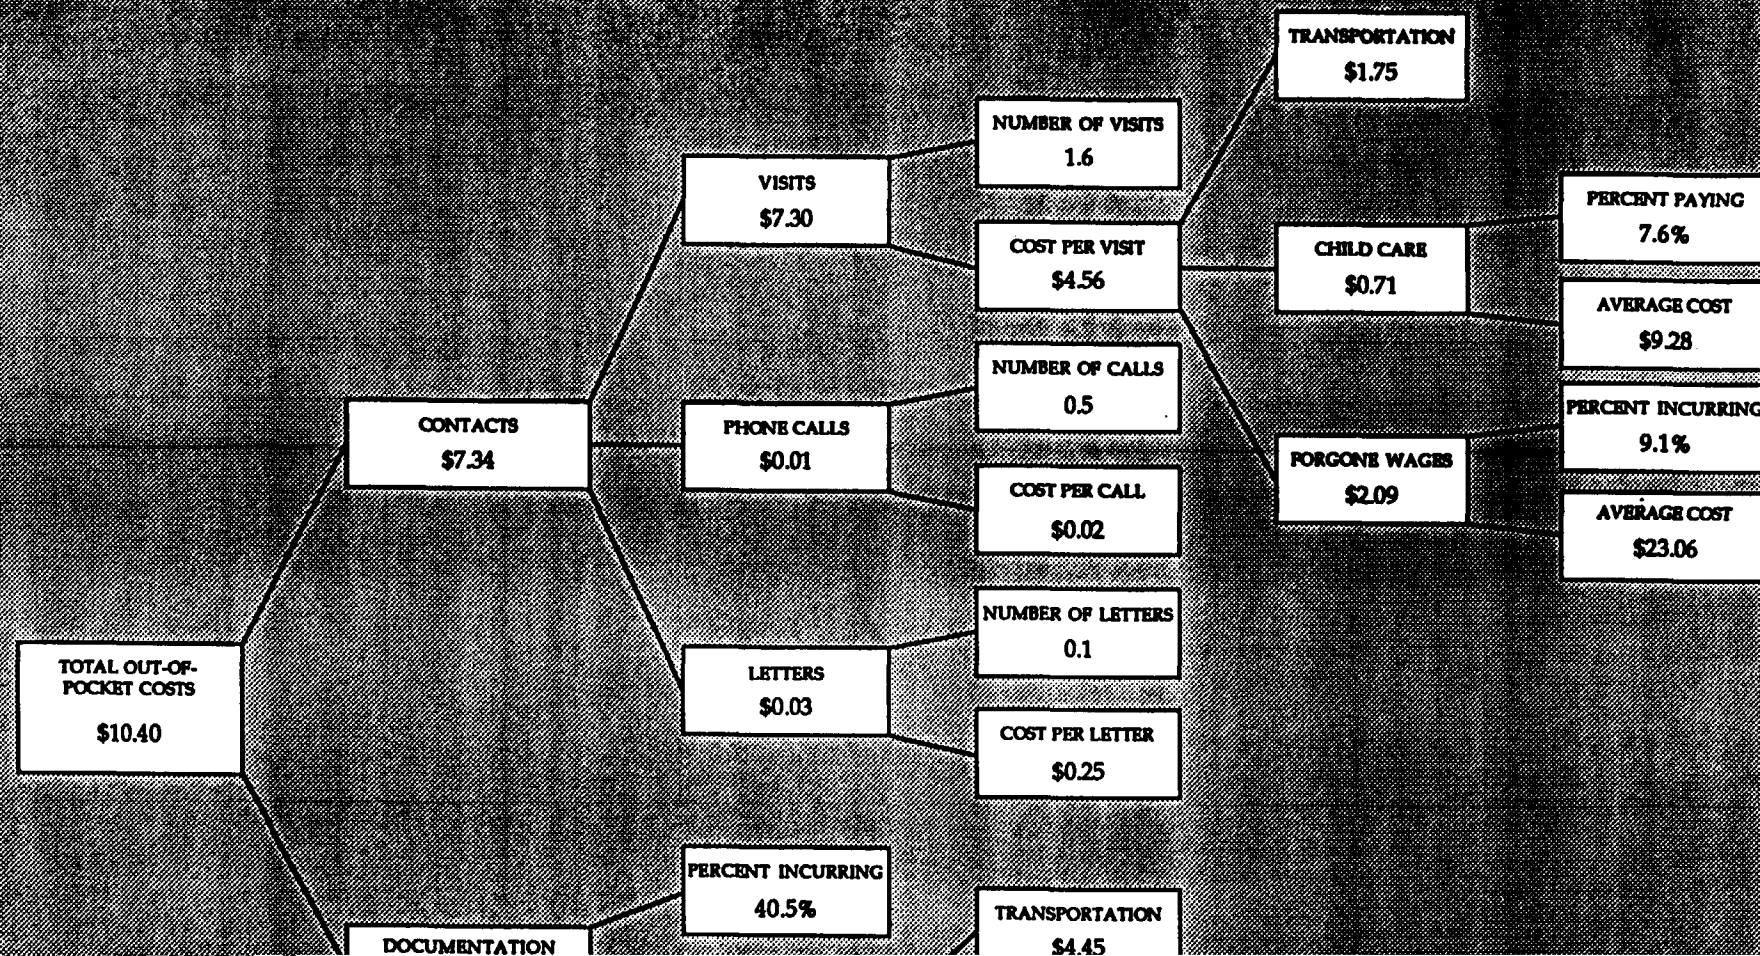 TRANSPORTATION
$1.75
NUMBER OF VISITS
1.6
VISITS
$7.30
COST PER VISIT
$4.56
CHILD CARE
$0.71
PERCENT PAYING
7.6%
AVERAGE COST
$9.28
NUMBER OF CALLS
0.5
CONTACTS
$7.34
PHONE CALLS
$0.01
COST PER CALL
$0.02
FORGONE WAGES
$2.09
PERCENT INCURRING
9.1%
AVERAGE COST
$23.06
NUMBER OF LETTERS
0.1
LETTERS
$0.03
COST PER LETTER
$0.25
TOTAL OUT-OF-
POCKET COSTS
$10.40
PERCENT INCURRING
40.5%
DOCUMENTATION
TRANSPORTATION
$4.45